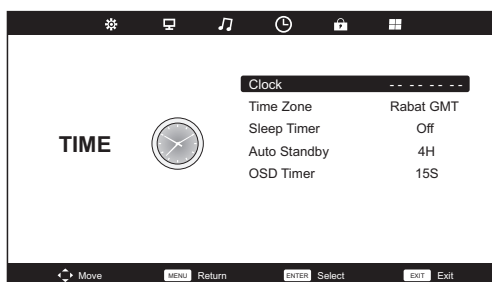 Clock -- -- -- --
Time Zone Rabat GMT
Sleep Timer Off
TIME
Auto Standby 4H
OSD Timer 15S
Move MENU Return ENTER Select EXIT Exit